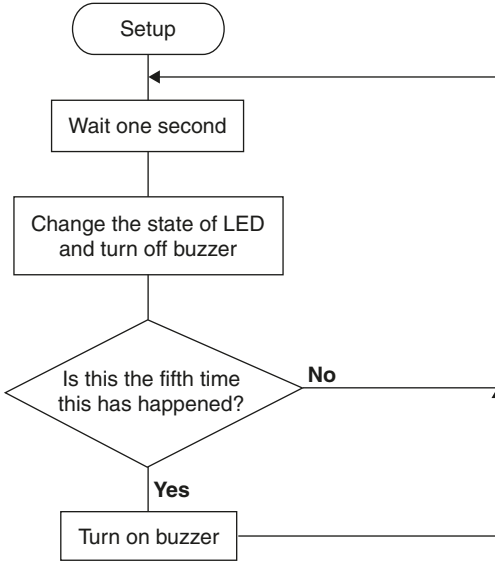 Setup
Wait one second
Change the state of LED
and turn off buzzer
Is this the fifth time
this has happened?
No
Yes
Turn on buzzer